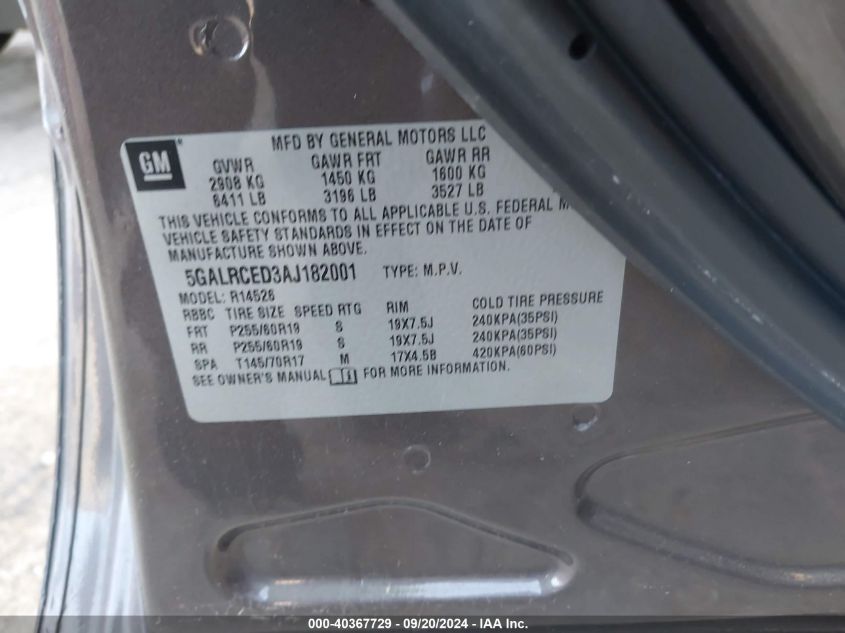 MFD BY GENERAL MOTORS LLC
GM
GVWR GAWR FRT GAWR RR
2908 KG 1450 KG 1600 KG
6411 LB 3196 LB 3527 LB
THIS VEHICLE CONFORMS TO ALL APPLICABLE U.S. FEDERAL
VEHICLE SAFETY STANDARDS IN EFFECT ON THE DATE OF
MANUFACTURE SHOWN ABOVE.
5GALRCED3AJ182001 TYPE: M.P.V.
MODEL: R14526
RBBC TIRE SIZE SPEED RTG RIM COLD TIRE PRESSURE
FRT P255/60R19 S 19X7.5J 240KPA(35PSI)
RR P255/60R19 S 19X7.5J 240KPA(35PSI)
SPA T145/70R17 M 17X4.5B 420KPA(60PSI)
SEE OWNER'S MANUAL FOR MORE INFORMATION.
000-40367729 - 09/20/2024 - IAA Inc.